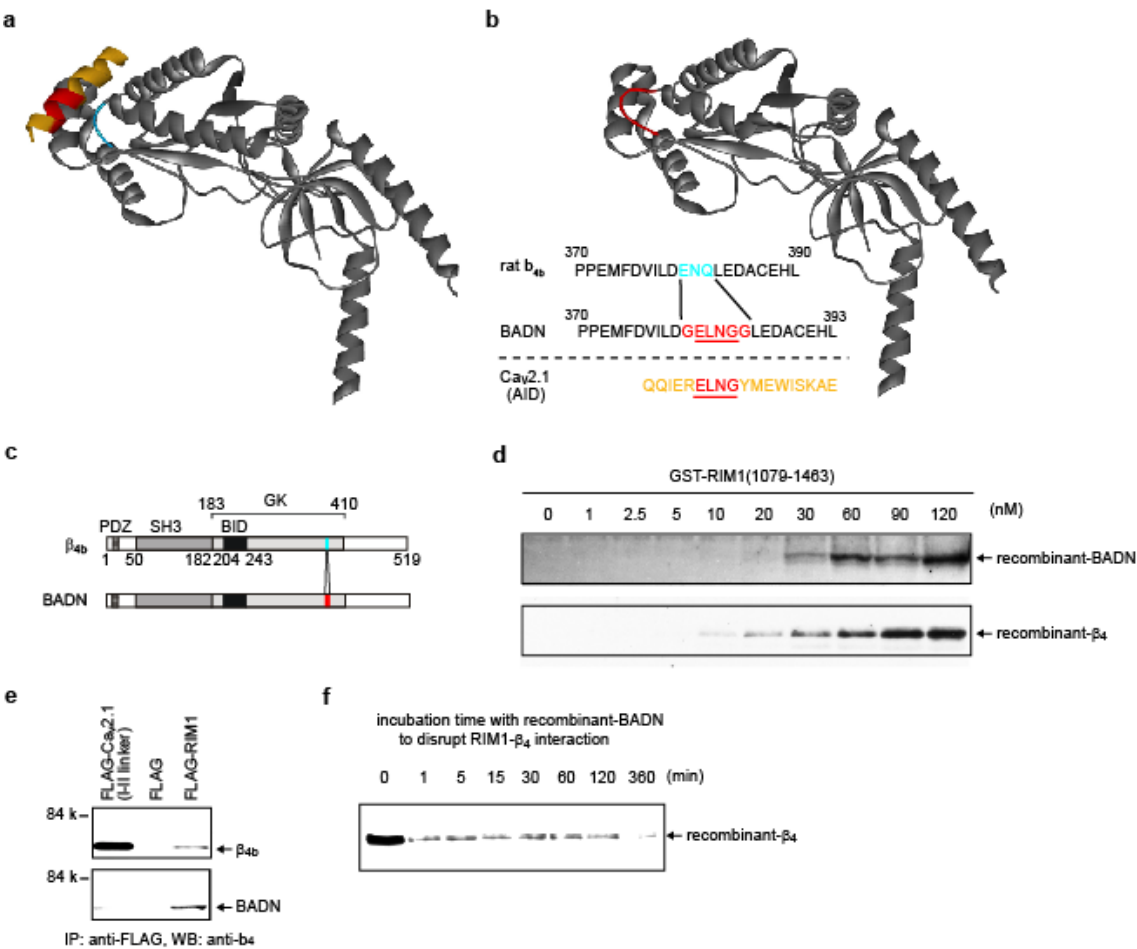 a
b
370 390
rat b4b PPEMFDVILDENQLEDACEHL
370 393
BADN PPEMFDVILDGELNGGLEDACEHL
CaV2.1
(AID)
QQIERELNGYMEWISKAE
c
183 GK 410
PDZ SH3 BID
β4b
1 50 182 204 243 519
BADN
d
GST-RIM1(1079-1463)
0 1 2.5 5 10 20 30 60 90 120 (nM)
recombinant-BADN
recombinant-β4
e
FLAG-CaV2.1
(I-II linker)
FLAG
FLAG-RIM1
84 k
β4b
84 k
BADN
IP: anti-FLAG, WB: anti-b4
f
incubation time with recombinant-BADN
to disrupt RIM1-β4 interaction
0 1 5 15 30 60 120 360 (min)
recombinant-β4